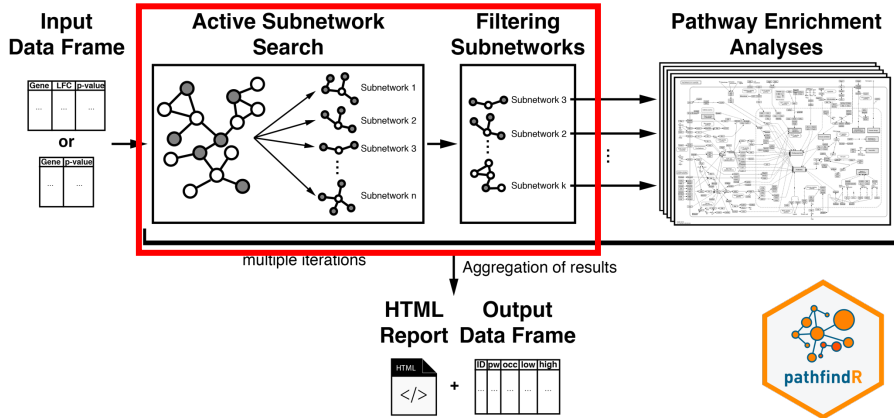 Input
Data Frame
Gene LFC p-value
... ... ...
or
Gene p-value
... ...
Active Subnetwork
Search
Subnetwork 1
Subnetwork 2
Subnetwork 3
Subnetwork n
Filtering
Subnetworks
Subnetwork 3
Subnetwork 2
Subnetwork k
...
Pathway Enrichment
Analyses
multiple iterations
Aggregation of results
HTML
Report
HTML
</>
+
Output
Data Frame
ID pw occ low high
... ... ... ... ...
pathfindR